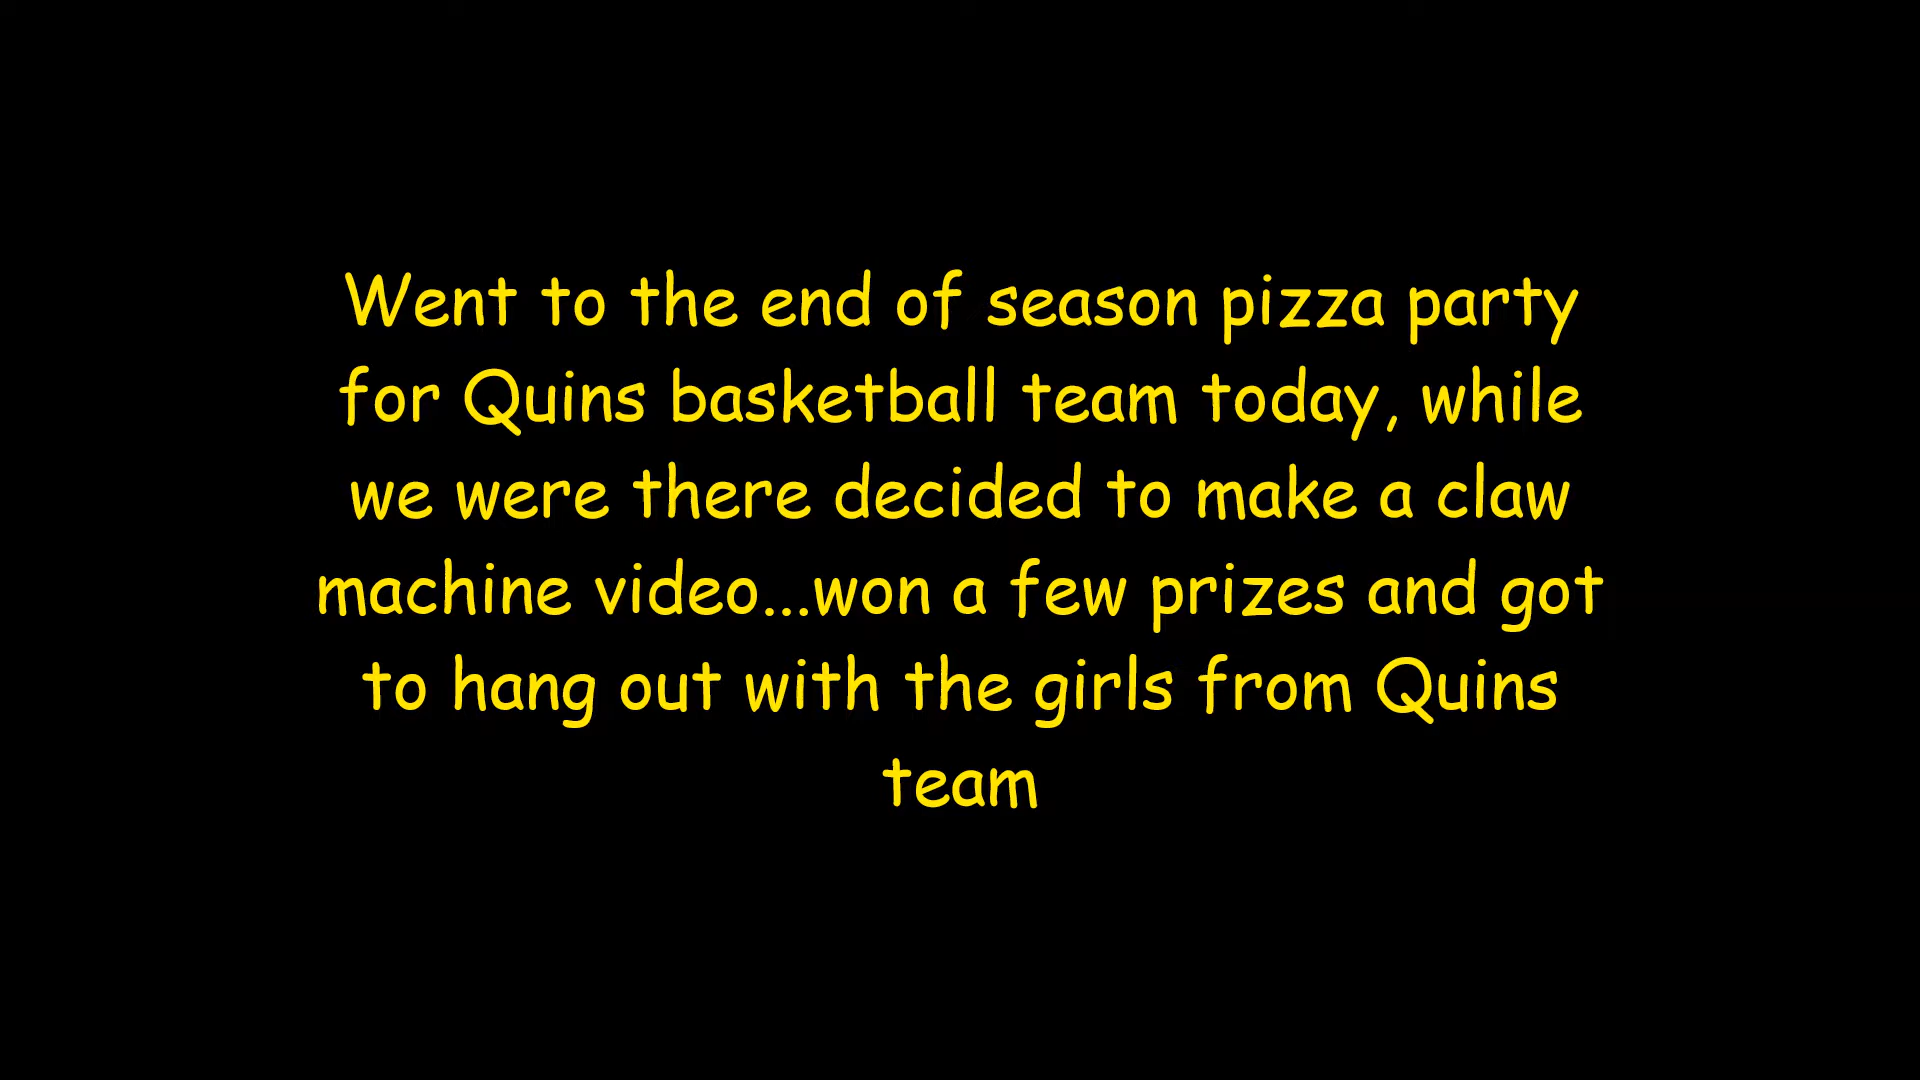 Went to the end of season pizza party
for Quins basketball team today, while
we were there decided to make a claw
machine video...won a few prizes and got
to hang out with the girls from Quins
team